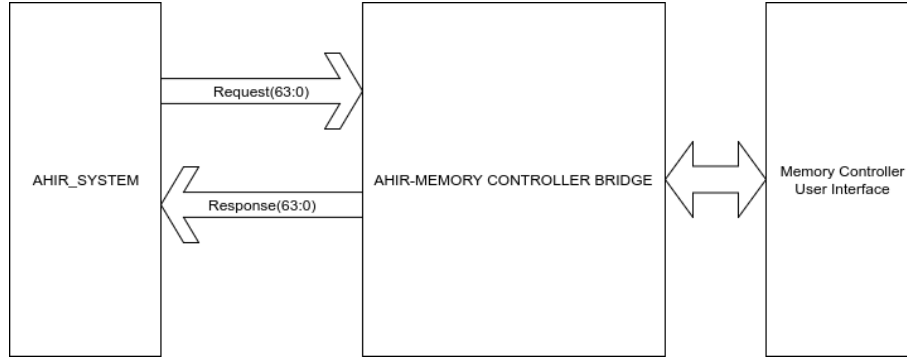 Request(63:0)
AHIR_SYSTEM
AHIR-MEMORY CONTROLLER BRIDGE
Memory Controller
User Interface
Response(63:0)